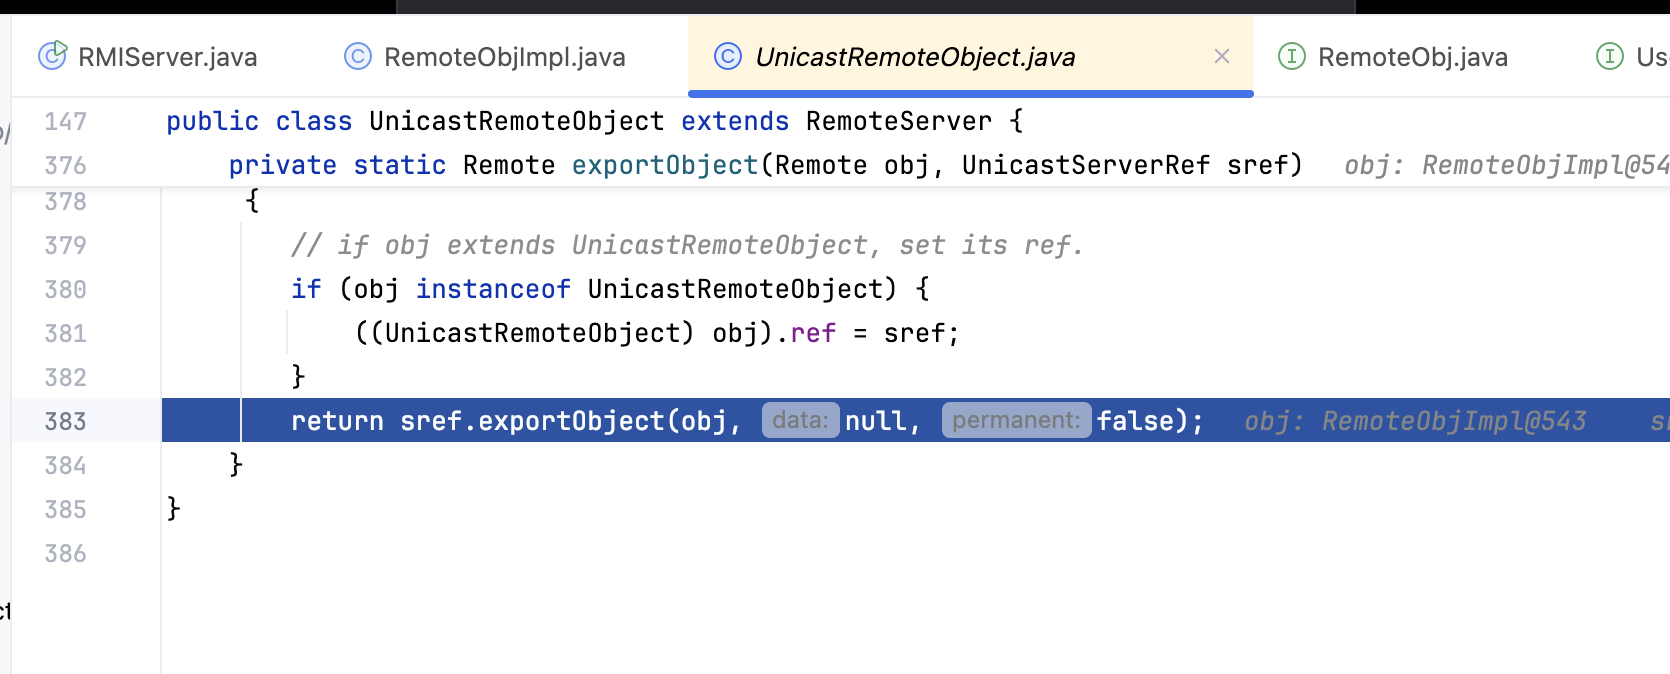 RMIServer.java RemoteObjImpl.java UnicastRemoteObject.java RemoteObj.java
147 public class UnicastRemoteObject extends RemoteServer {
376 private static Remote exportObject(Remote obj, UnicastServerRef sref) obj: RemoteObjImpl@54
378 {
379 // if obj extends UnicastRemoteObject, set its ref.
380 if (obj instanceof UnicastRemoteObject) {
381 ((UnicastRemoteObject) obj).ref = sref;
382 }
383 return sref.exportObject(obj, data: null, permanent: false); obj: RemoteObjImpl@543
384 }
385 }
386